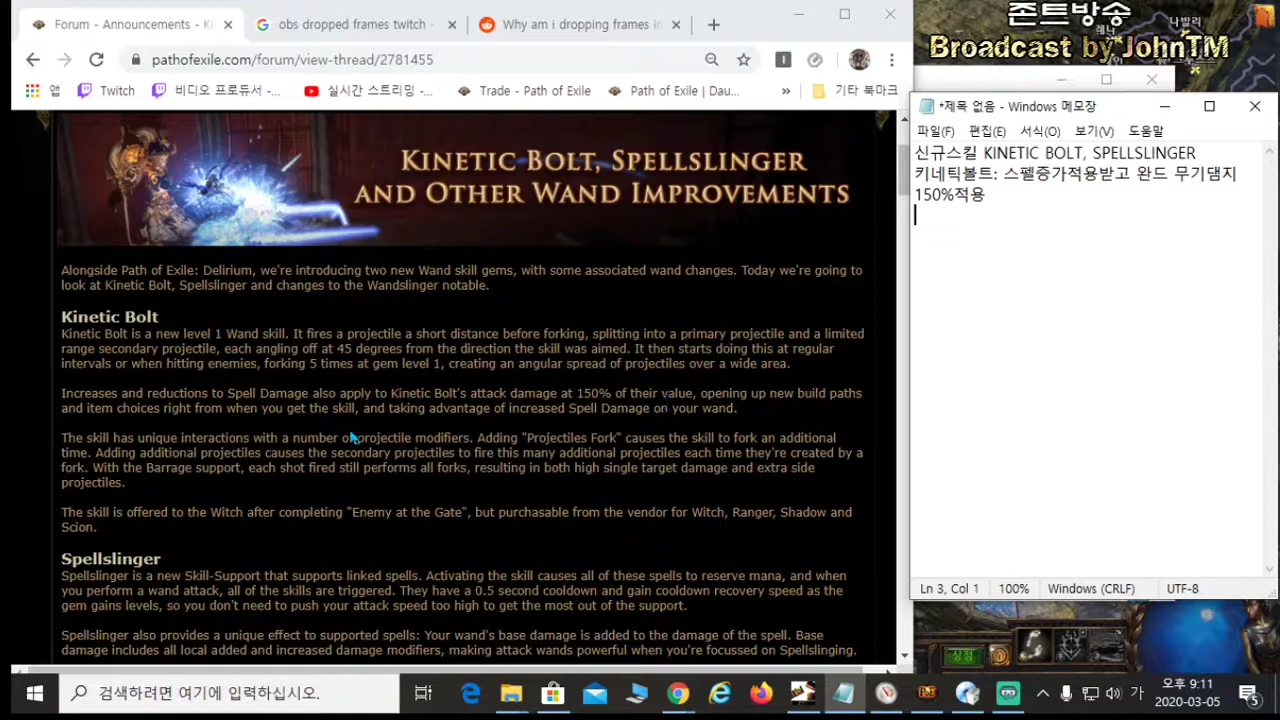 Forum - Announcements - Ki
obs dropped frames twitch -
Why am i dropping frames in
pathofexile.com/forum/view-thread/2781455
앱
Twitch
비디오 프로듀서 -...
실시간 스트리밍 -...
Trade - Path of Exile
Path of Exile | Dau...
»
기타 북마크
존트방송
Broadcast by JohnTM
나발리
KINETIC BOLT, SPELLSLINGER
AND OTHER WAND IMPROVEMENTS
Alongside Path of Exile: Delirium, we're introducing two new Wand skill gems, with some associated wand changes. Today we're going to
look at Kinetic Bolt, Spellslinger and changes to the Wandslinger notable.
Kinetic Bolt
Kinetic Bolt is a new level 1 Wand skill. It fires a projectile a short distance before forking, splitting into a primary projectile and a limited
range secondary projectile, each angling off at 45 degrees from the direction the skill was aimed. It then starts doing this at regular
intervals or when hitting enemies, forking 5 times at gem level 1, creating an angular spread of projectiles over a wide area.
Increases and reductions to Spell Damage also apply to Kinetic Bolt's attack damage at 150% of their value, opening up new build paths
and item choices right from when you get the skill, and taking advantage of increased Spell Damage on your wand.
The skill has unique interactions with a number of projectile modifiers. Adding "Projectiles Fork" causes the skill to fork an additional
time. Adding additional projectiles causes the secondary projectiles to fire this many additional projectiles each time they're created by a
fork. With the Barrage support, each shot fired still performs all forks, resulting in both high single target damage and extra side
projectiles.
The skill is offered to the Witch after completing "Enemy at the Gate", but purchasable from the vendor for Witch, Ranger, Shadow and
Scion.
Spellslinger
Spellslinger is a new Skill-Support that supports linked spells. Activating the skill causes all of these spells to reserve mana, and when
you perform a wand attack, all of the skills are triggered. They have a 0.5 second cooldown and gain cooldown recovery speed as the
gem gains levels, so you don't need to push your attack speed too high to get the most out of the support.
Spellslinger also provides a unique effect to supported spells: Your wand's base damage is added to the damage of the spell. Base
damage includes all local added and increased damage modifiers, making attack wands powerful when you're focussed on Spellslinging.
*제목 없음 - Windows 메모장
파일(F) 편집(E) 서식(O) 보기(V) 도움말
신규스킬 KINETIC BOLT, SPELLSLINGER
키네틱볼트: 스펠증가적용받고 완드 무기댐지
150%적용
Ln 3, Col 1 100% Windows (CRLF) UTF-8
상점
검색하려면 여기에 입력하십시오.
가
오후 9:11
2020-03-05
5